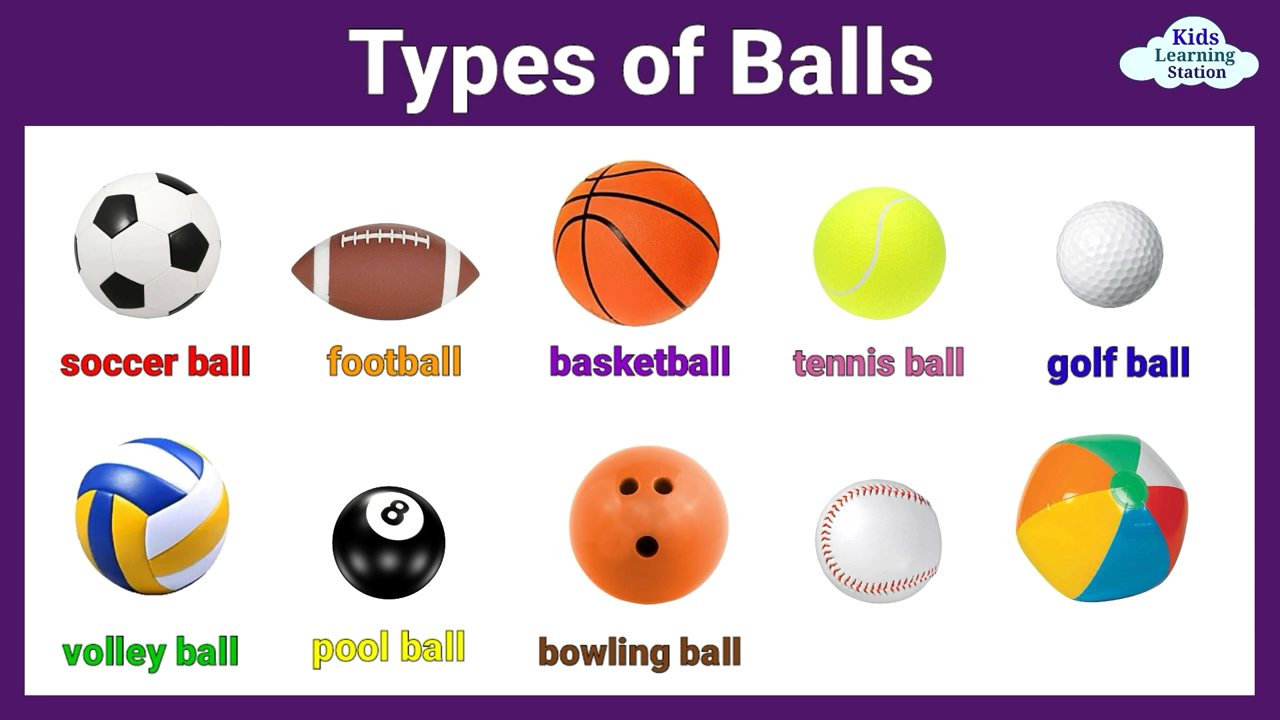 Types of Balls
Kids
Learning
Station
soccer ball
football
basketball
tennis ball
golf ball
8
volley ball
pool ball
bowling ball